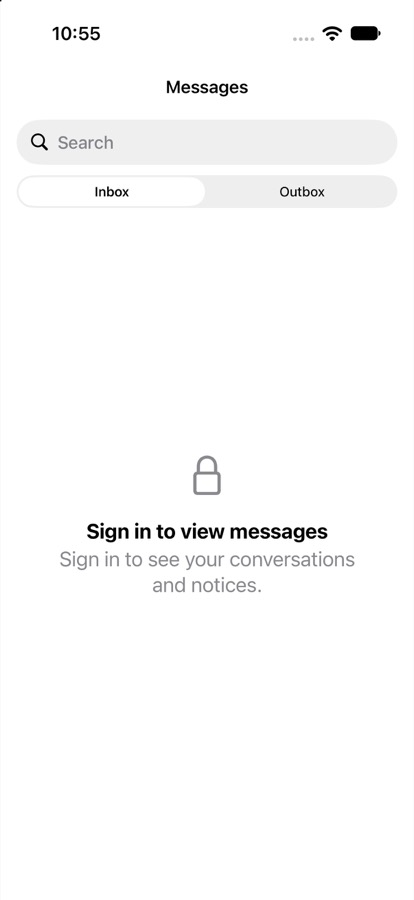 10:55
Messages
Search
Inbox
Outbox
Sign in to view messages
Sign in to see your conversations
and notices.